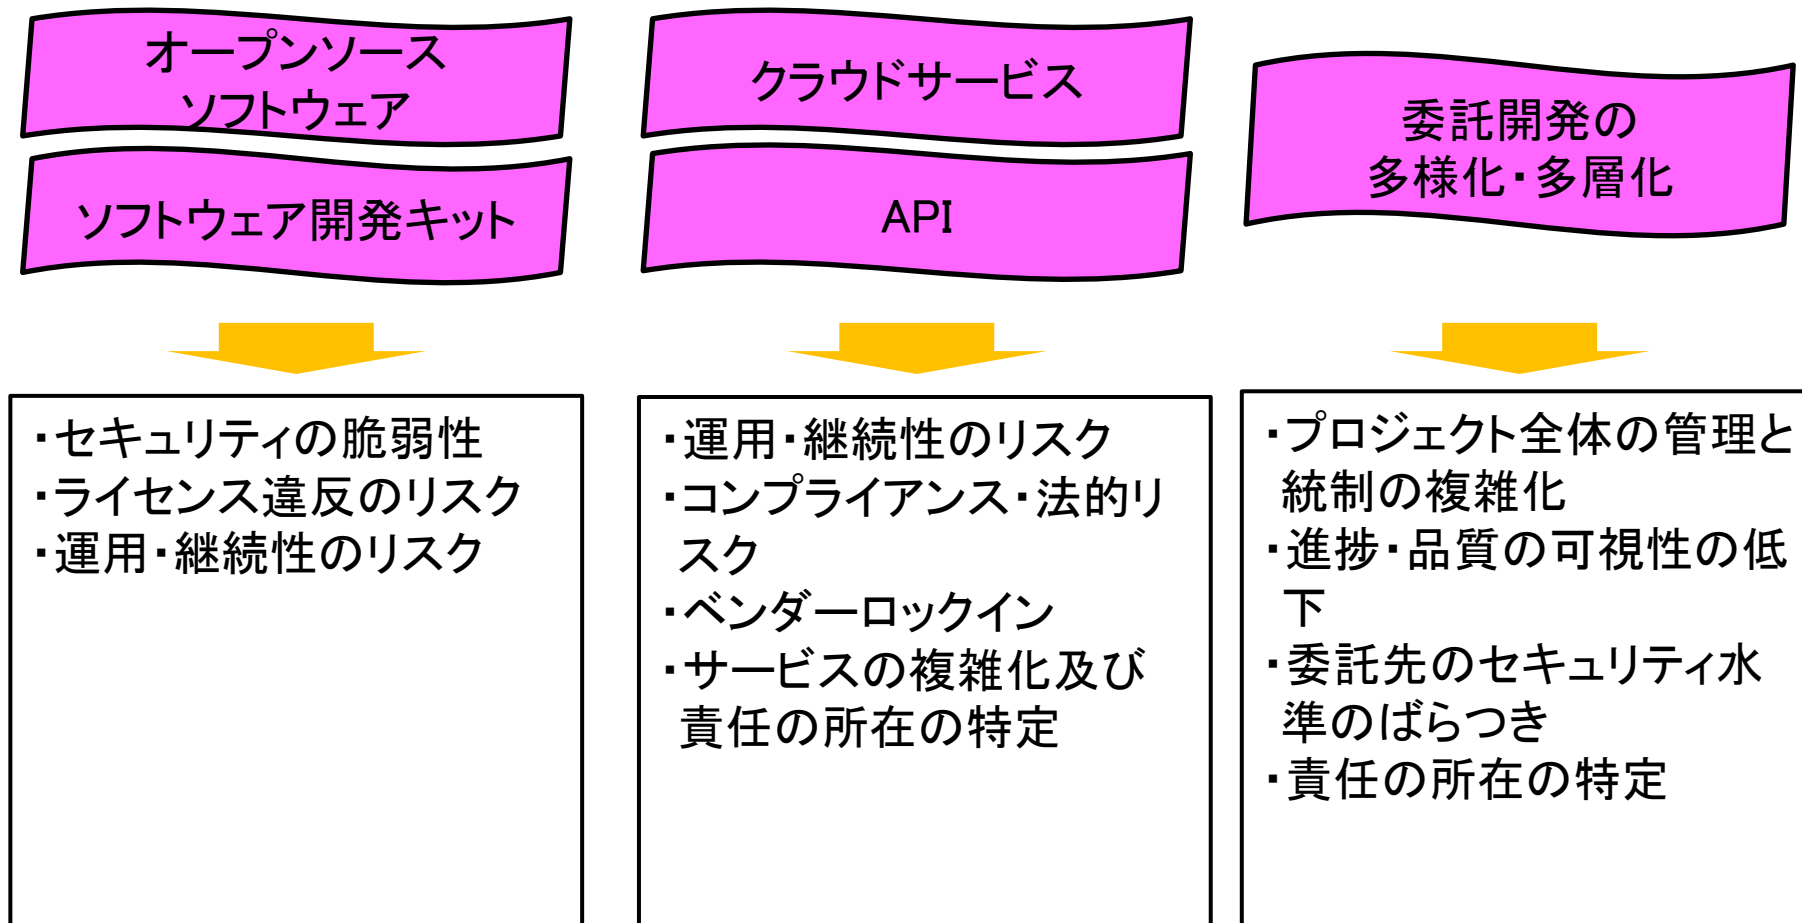 オープンソース
ソフトウェア
ソフトウェア開発キット
クラウドサービス
API
委託開発の
多様化・多層化
・セキュリティの脆弱性
・ライセンス違反のリスク
・運用・継続性のリスク
・運用・継続性のリスク
・コンプライアンス・法的リ
スク
・ベンダーロックイン
・サービスの複雑化及び
責任の所在の特定
・プロジェクト全体の管理と
統制の複雑化
・進捗・品質の可視性の低
下
・委託先のセキュリティ水
準のばらつき
・責任の所在の特定